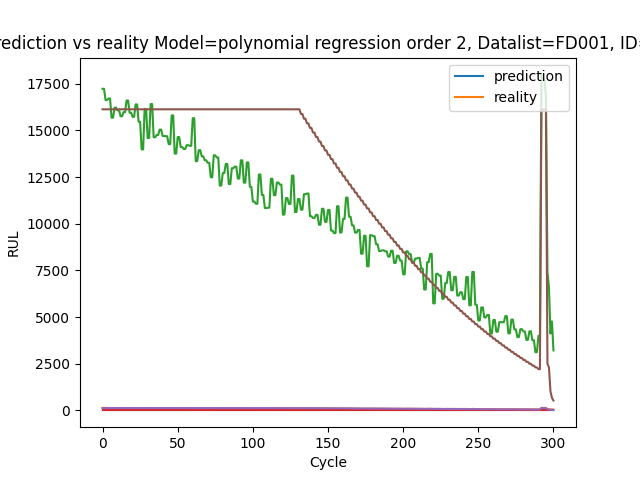 rediction vs reality Model=polynomial regression order 2, Datalist=FD001, ID=
prediction
reality
RUL
17500
15000
12500
10000
7500
5000
2500
0
0 50 100 150 200 250 300
Cycle